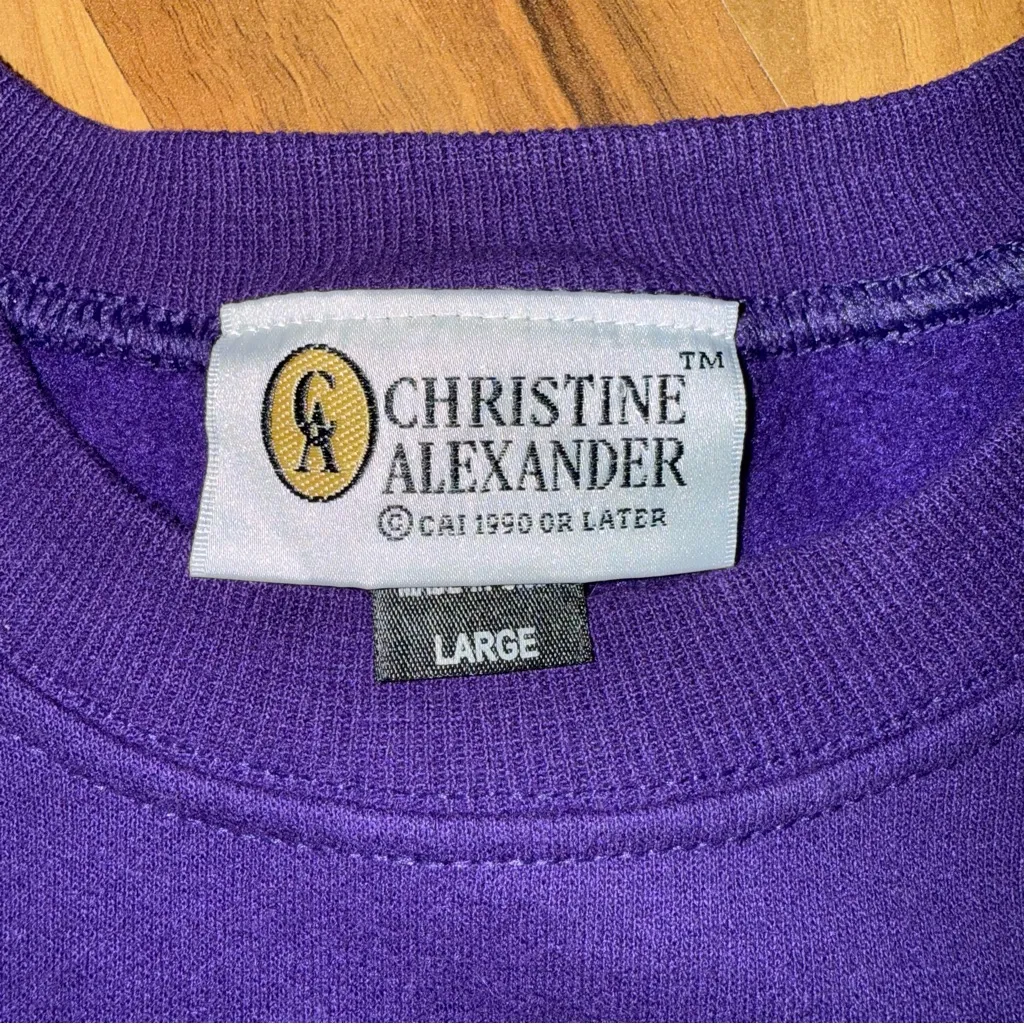 CA
CHRISTINE™
ALEXANDER
© CAI 1990 OR LATER
LARGE